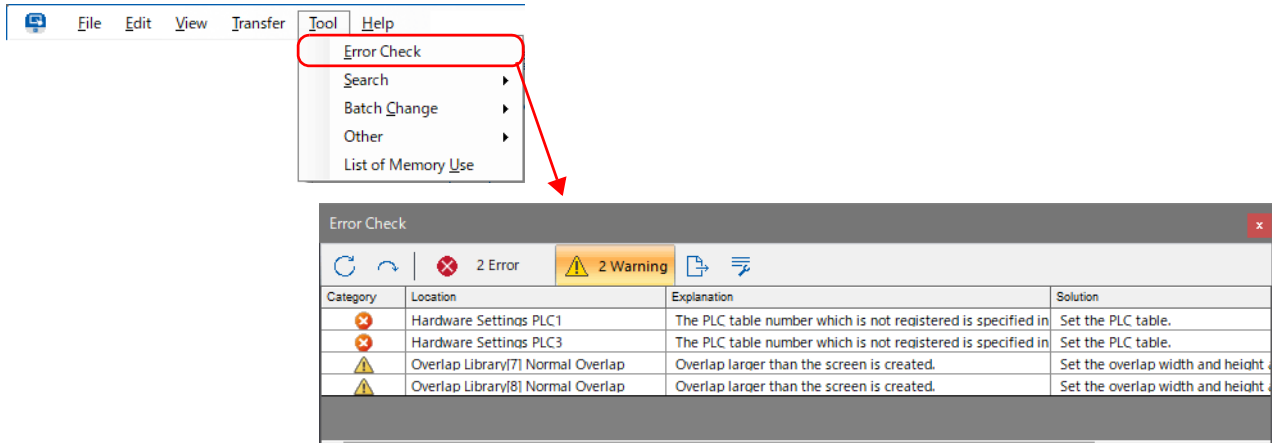 File Edit View Transfer Tool Help
Error Check
Search
Batch Change
Other
List of Memory Use
Error Check x
2 Error 2 Warning
Category Location Explanation Solution
Hardware Settings PLC1 The PLC table number which is not registered is specified in Set the PLC table.
Hardware Settings PLC3 The PLC table number which is not registered is specified in Set the PLC table.
Overlap Library[7] Normal Overlap Overlap larger than the screen is created. Set the overlap width and height
Overlap Library[8] Normal Overlap Overlap larger than the screen is created. Set the overlap width and height